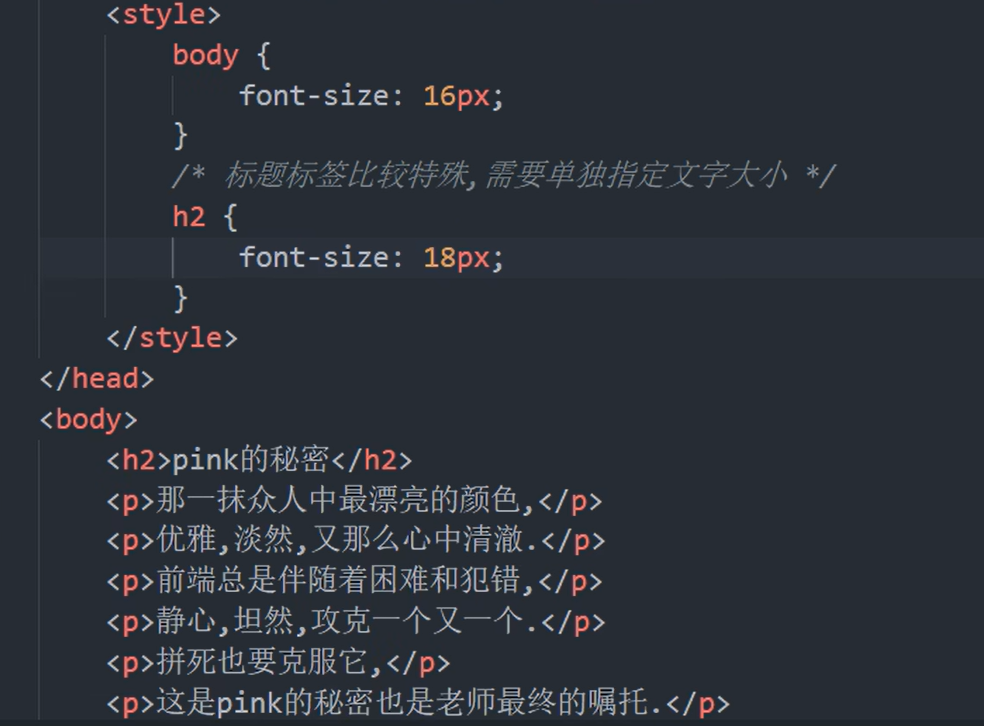 <style>
body {
font-size: 16px;
}
/* 标题标签比较特殊,需要单独指定文字大小 */
h2 {
font-size: 18px;
}
</style>
</head>
<body>
<h2>pink的秘密</h2>
<p>那一抹众人中最漂亮的颜色,</p>
<p>优雅,淡然,又那么心中清澈.</p>
<p>前端总是伴随着困难和犯错,</p>
<p>静心,坦然,攻克一个又一个.</p>
<p>拼死也要克服它,</p>
<p>这是pink的秘密也是老师最终的嘱托.</p>